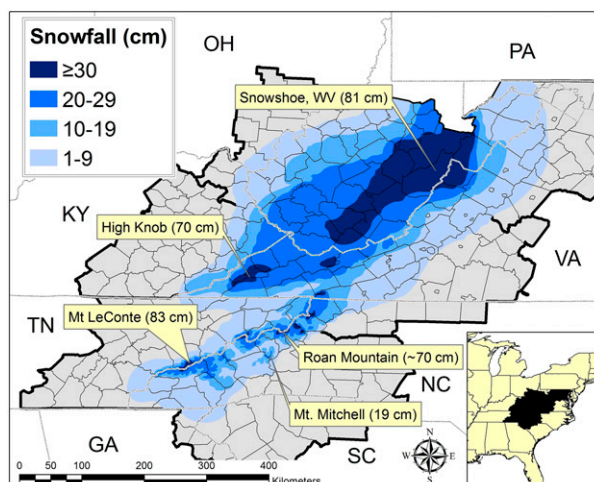 Snowfall (cm)
≥30
20-29
10-19
1-9
OH
PA
Snowshoe, WV (81 cm)
KY
High Knob (70 cm)
VA
TN
Mt LeConte (83 cm)
Roan Mountain (~70 cm)
NC
Mt. Mitchell (19 cm)
GA
SC
N
W
E
S
0 50 100 200 300 400
Kilometers